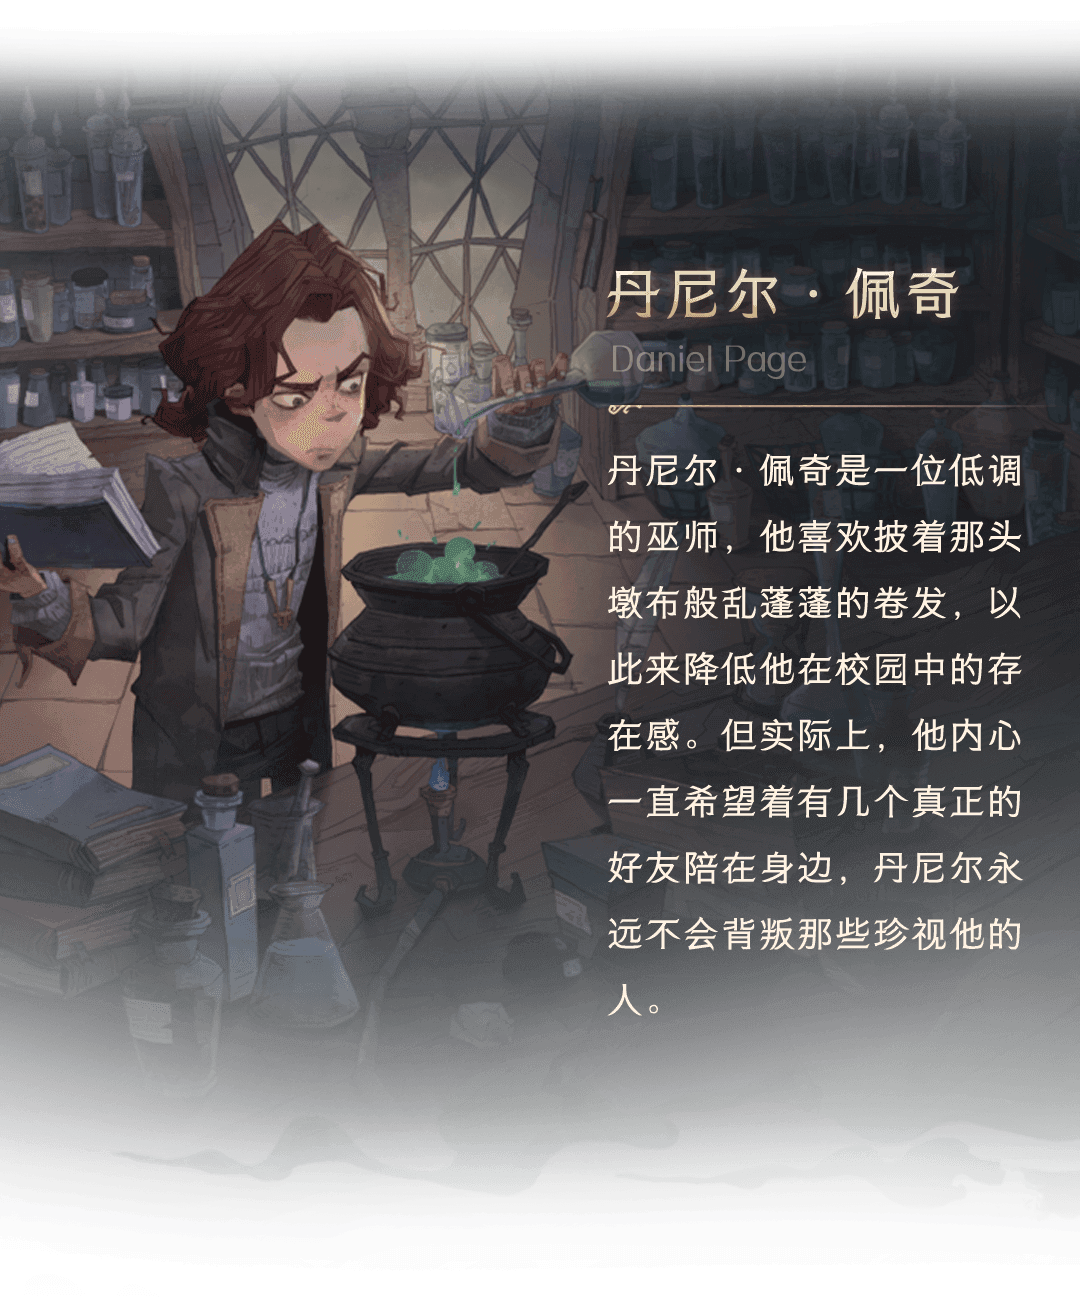 丹尼尔·佩奇
Daniel Page
丹尼尔·佩奇是一位低调
的巫师，他喜欢披着那头
墩布般乱蓬蓬的卷发，以
此来降低他在校园中的存
在感。但实际上，他内心
一直希望着有几个真正的
好友陪在身边，丹尼尔永
远不会背叛那些珍视他的
人。